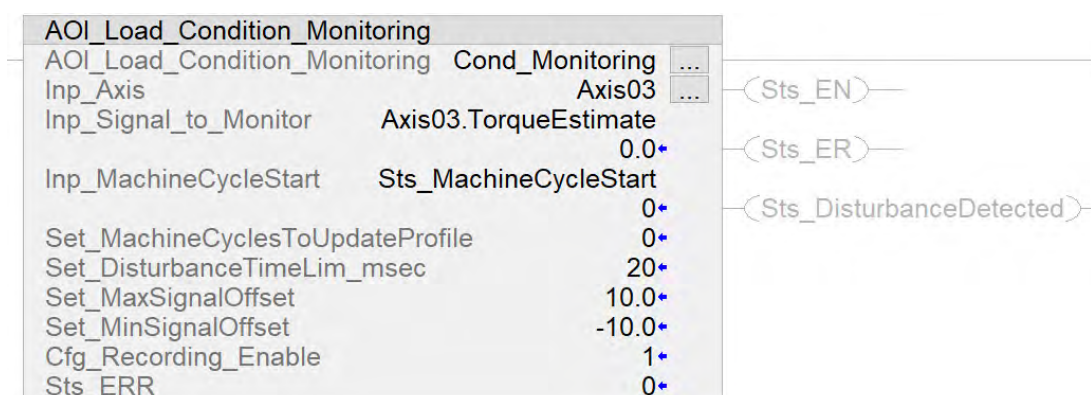 AOI_Load_Condition_Monitoring
AOI_Load_Condition_Monitoring Cond_Monitoring ...
Inp_Axis Axis03 ... Sts_EN
Inp_Signal_to_Monitor Axis03.TorqueEstimate
0.0 Sts_ER
Inp_MachineCycleStart Sts_MachineCycleStart
0 Sts_DisturbanceDetected
Set_MachineCyclesToUpdateProfile 0
Set_DisturbanceTimeLim_msec 20
Set_MaxSignalOffset 10.0
Set_MinSignalOffset -10.0
Cfg_Recording_Enable 1
Sts_ERR 0